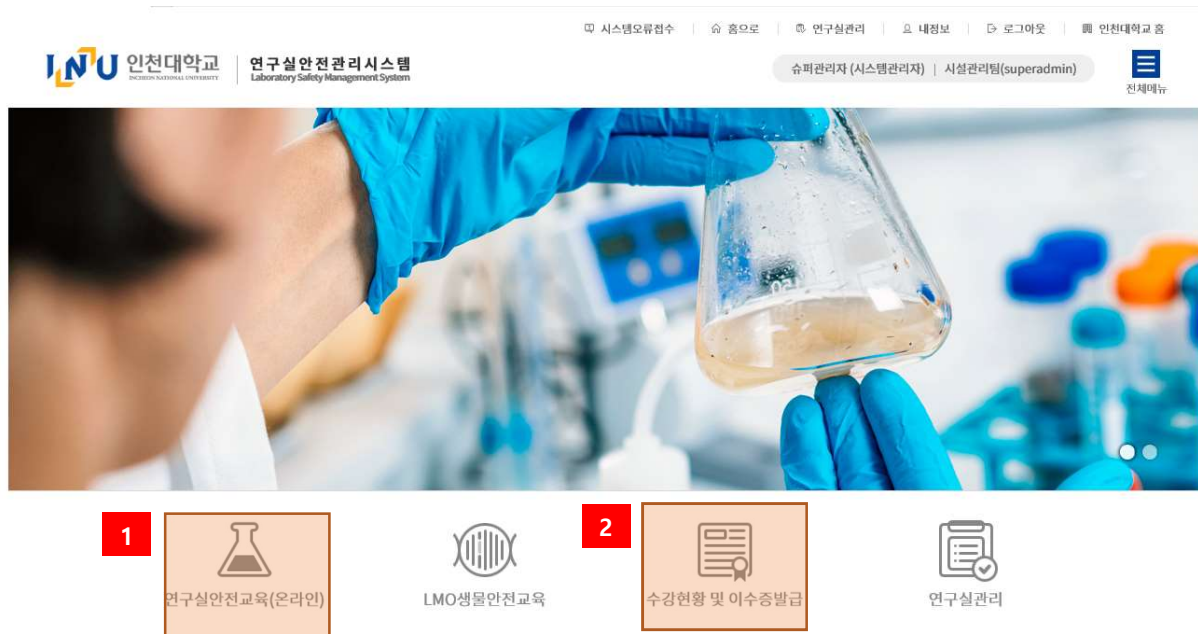 시스템오류접수 홈으로 연구실관리 내정보 로그아웃 인천대학교 홈
INU 인천대학교 연구실안전관리시스템
INCHEON NATIONAL UNIVERSITY Laboratory Safety Management System
슈퍼관리자 (시스템관리자) | 시설관리팀(superadmin)
전체메뉴
1
2
연구실안전교육(온라인) LMO생물안전교육 수강현황 및 이수증발급 연구실관리